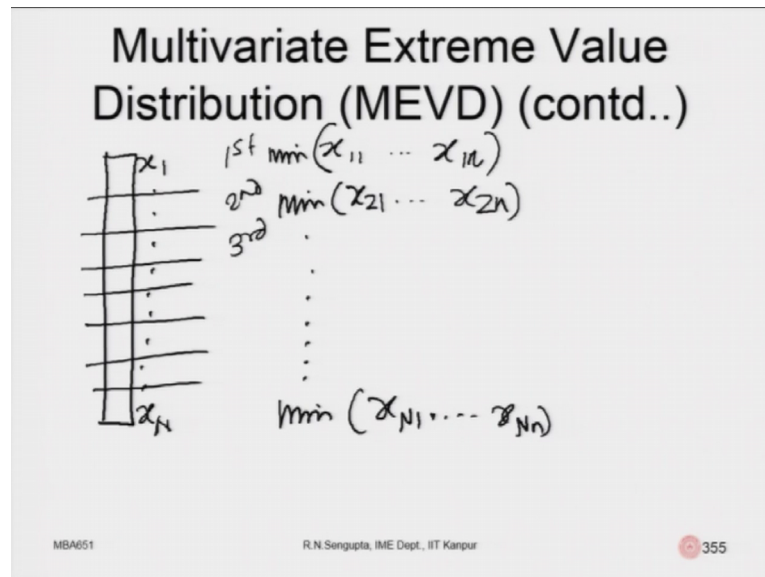 Multivariate Extreme Value
Distribution (MEVD) (contd..)
x1 1st min(x11 ... x1n)
2nd min(x21 ... x2n)
3rd
xN min (xN1 .... xNn)
MBA651 R.N.Sengupta, IME Dept., IIT Kanpur 355